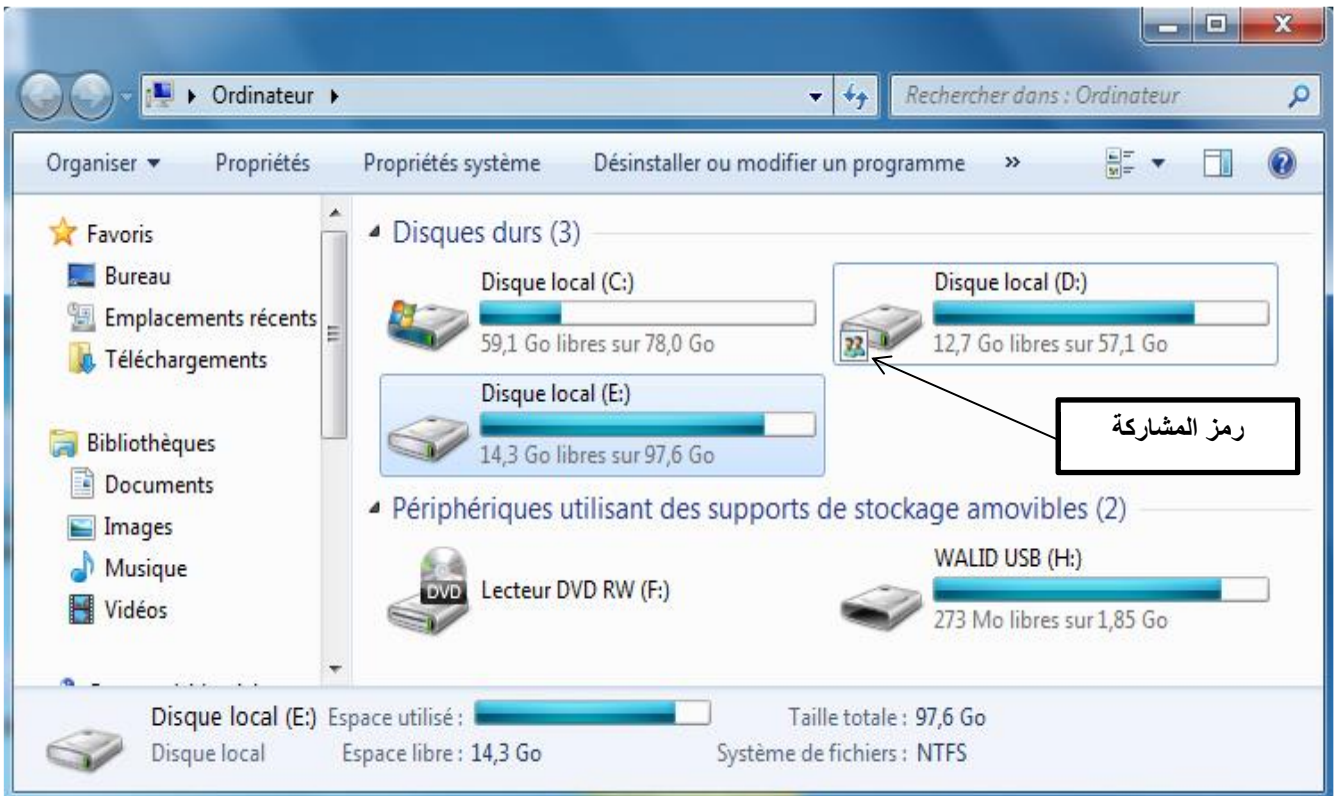 Ordinateur
Rechercher dans : Ordinateur
Organiser
Propriétés
Propriétés système
Désinstaller ou modifier un programme
»
Favoris
Bureau
Emplacements récents
Téléchargements
Bibliothèques
Documents
Images
Musique
Vidéos
Disques durs (3)
Disque local (C:)
59,1 Go libres sur 78,0 Go
Disque local (D:)
12,7 Go libres sur 57,1 Go
Disque local (E:)
14,3 Go libres sur 97,6 Go
رمز المشاركة
Périphériques utilisant des supports de stockage amovibles (2)
DVD
Lecteur DVD RW (F:)
WALID USB (H:)
273 Mo libres sur 1,85 Go
Disque local (E:) Espace utilisé : Taille totale : 97,6 Go
Disque local Espace libre : 14,3 Go Système de fichiers : NTFS